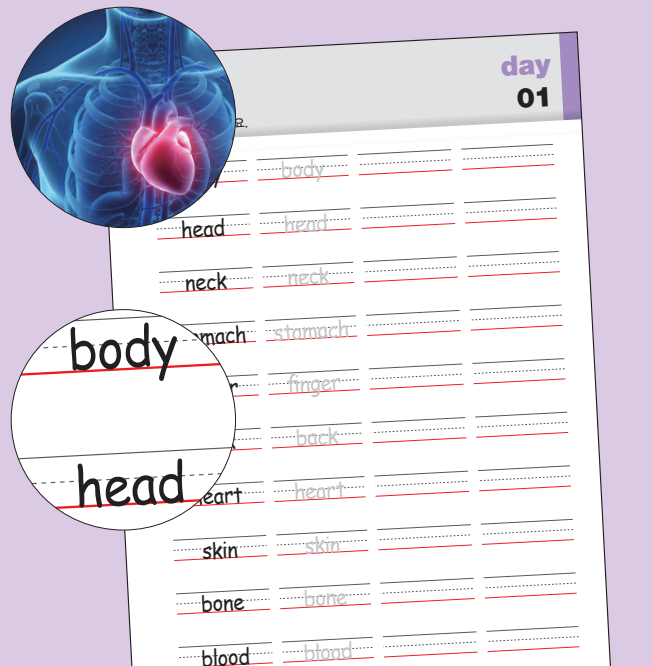 day
01
body
head head
neck neck
stomach
finger
back
heart heart
skin skin
bone bone
blood blood
body
head